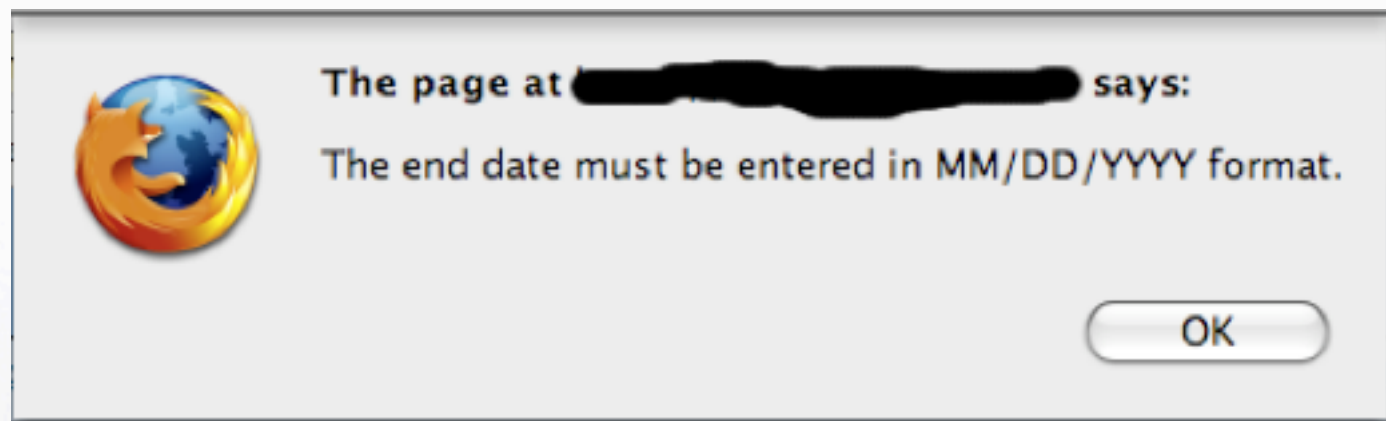 The page at says:
The end date must be entered in MM/DD/YYYY format.
OK